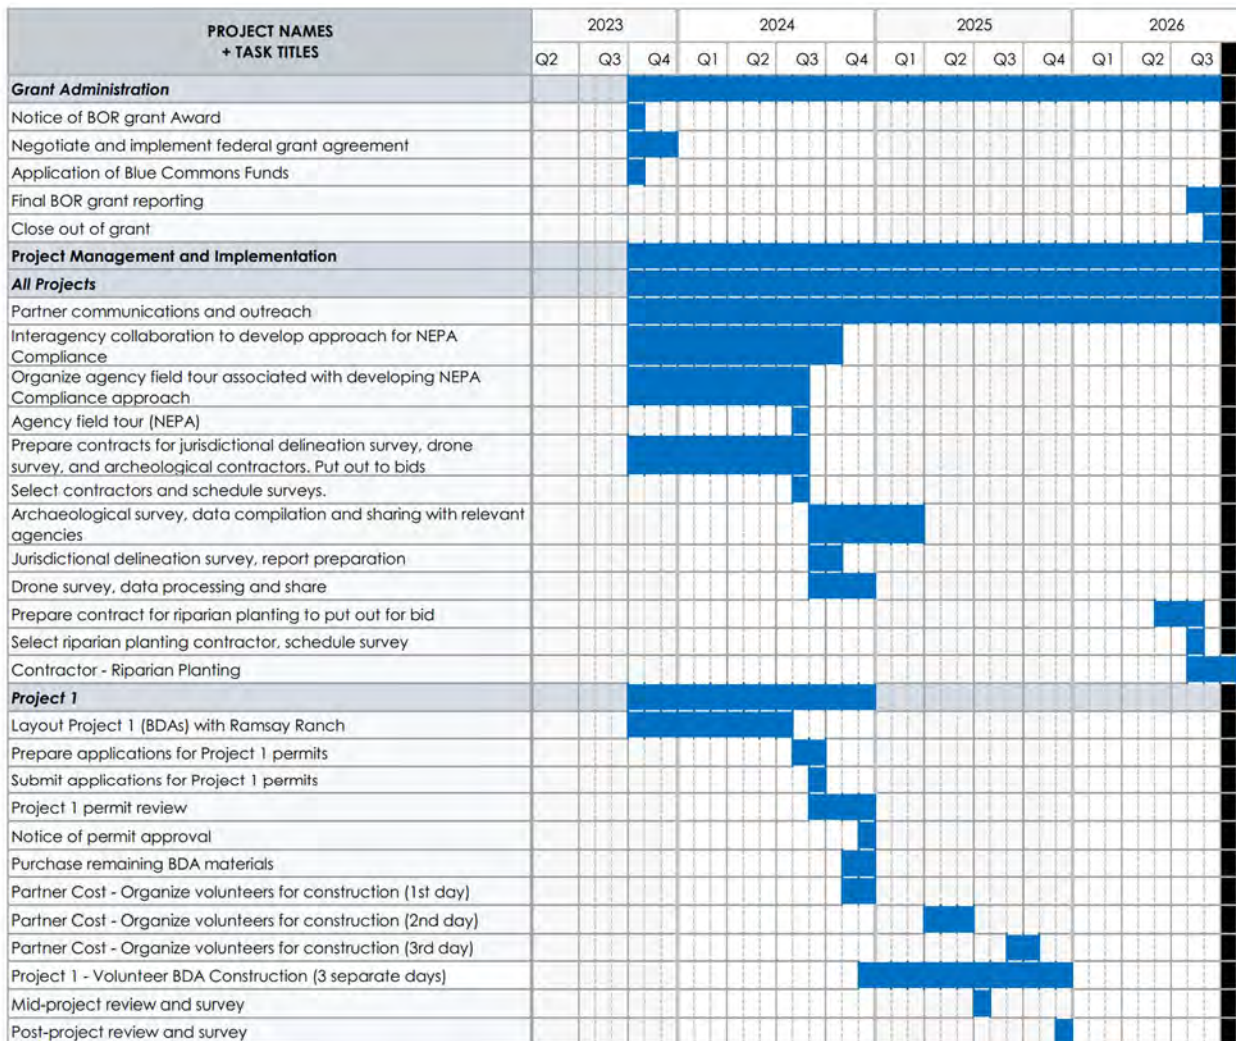 PROJECT NAMES
+ TASK TITLES
2023 2024 2025 2026
Q2 Q3 Q4 Q1 Q2 Q3 Q4 Q1 Q2 Q3 Q4 Q1 Q2 Q3
Grant Administration
Notice of BOR grant Award
Negotiate and implement federal grant agreement
Application of Blue Commons Funds
Final BOR grant reporting
Close out of grant
Project Management and Implementation
All Projects
Partner communications and outreach
Interagency collaboration to develop approach for NEPA
Compliance
Organize agency field tour associated with developing NEPA
Compliance approach
Agency field tour (NEPA)
Prepare contracts for jurisdictional delineation survey, drone
survey, and archeological contractors. Put out to bids
Select contractors and schedule surveys.
Archaeological survey, data compilation and sharing with relevant
agencies
Jurisdictional delineation survey, report preparation
Drone survey, data processing and share
Prepare contract for riparian planting to put out for bid
Select riparian planting contractor, schedule survey
Contractor - Riparian Planting
Project 1
Layout Project 1 (BDAs) with Ramsay Ranch
Prepare applications for Project 1 permits
Submit applications for Project 1 permits
Project 1 permit review
Notice of permit approval
Purchase remaining BDA materials
Partner Cost - Organize volunteers for construction (1st day)
Partner Cost - Organize volunteers for construction (2nd day)
Partner Cost - Organize volunteers for construction (3rd day)
Project 1 - Volunteer BDA Construction (3 separate days)
Mid-project review and survey
Post-project review and survey